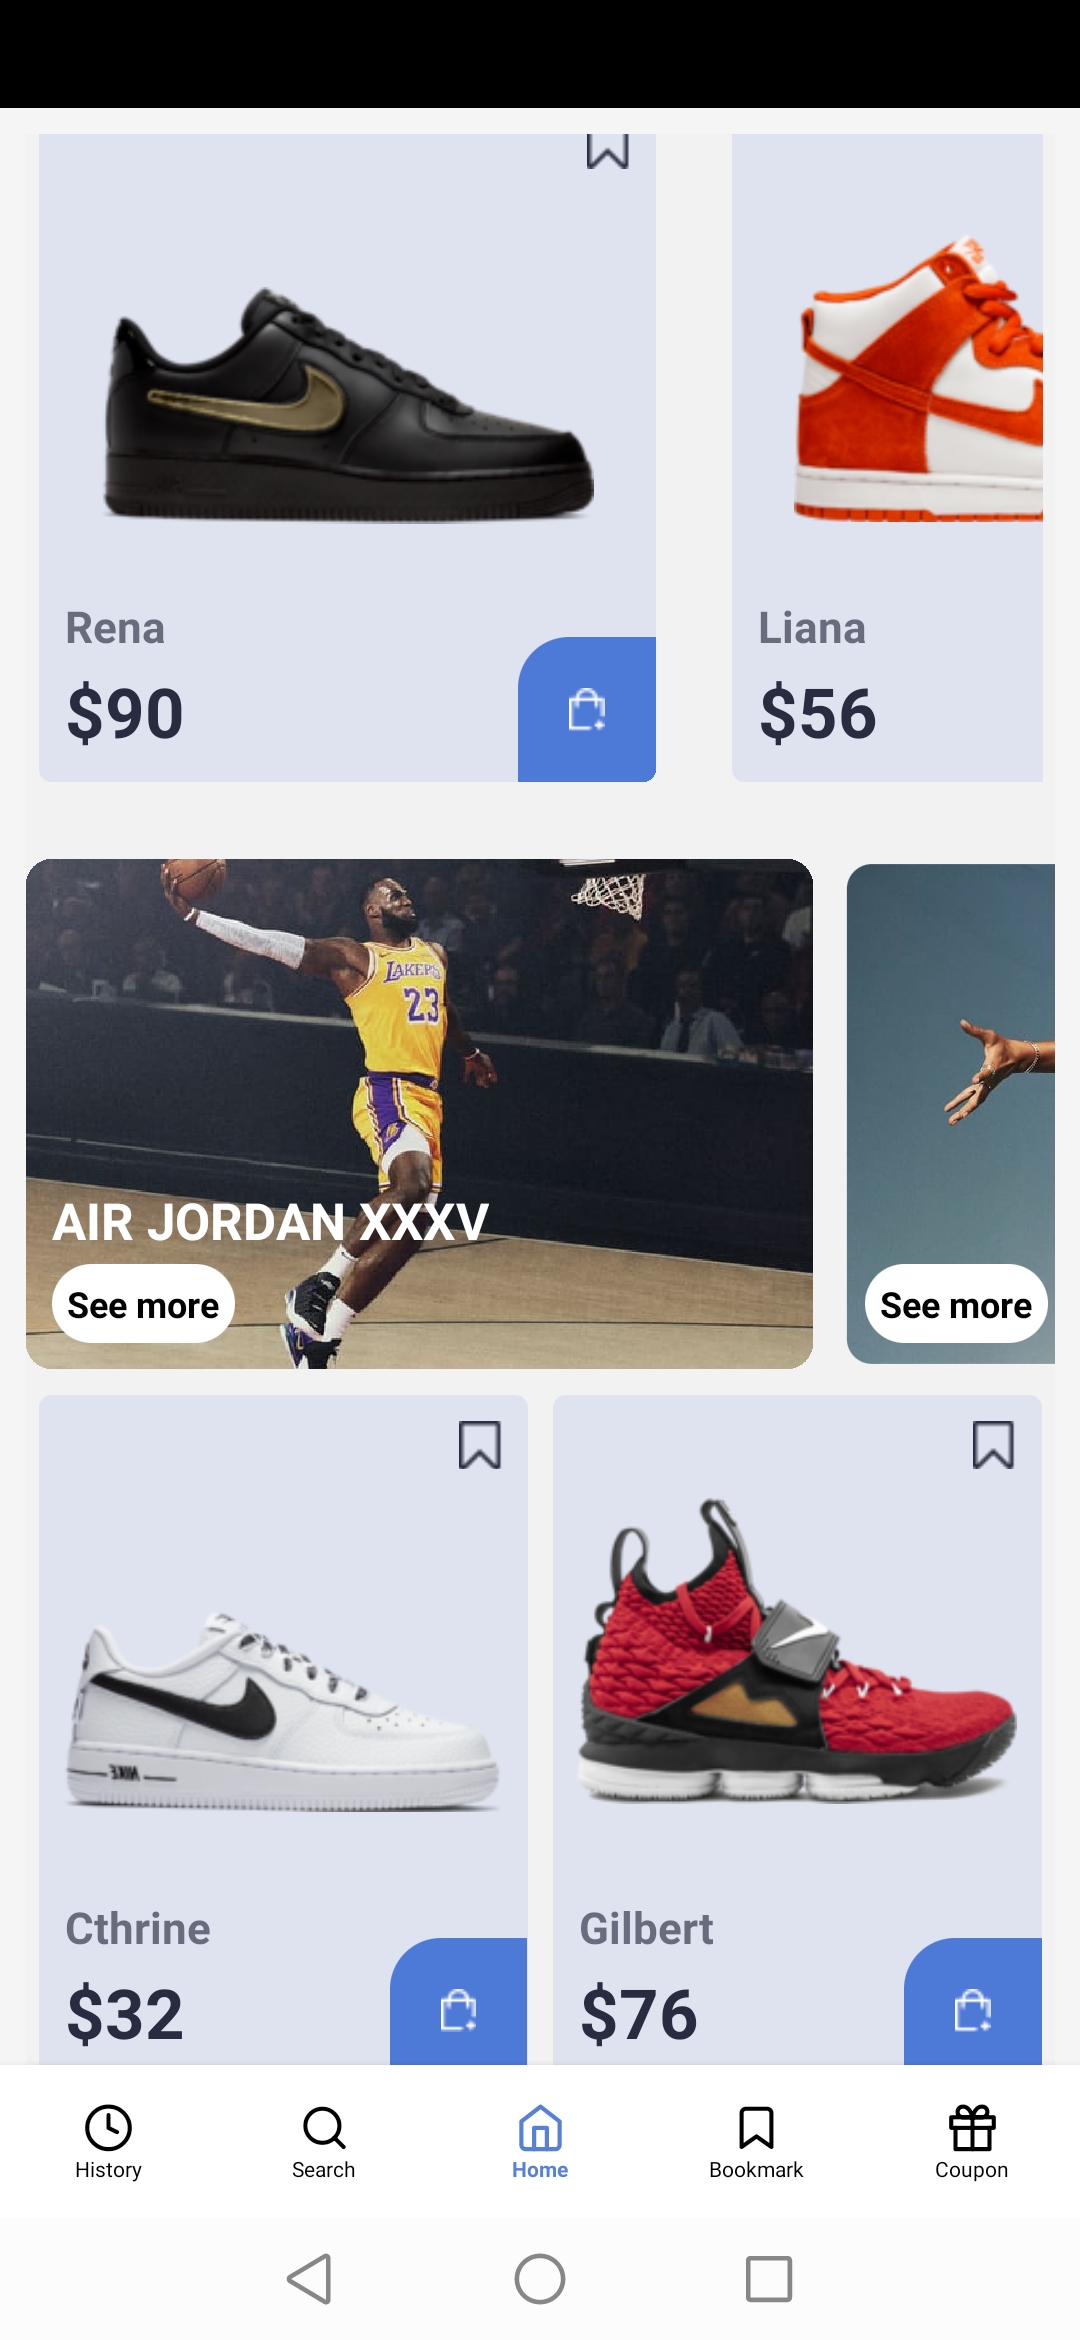 Rena
$90
Liana
$56
LAKERS
23
AIR JORDAN XXXV
See more
See more
NIKE
Cthrine
$32
Gilbert
$76
History
Search
Home
Bookmark
Coupon